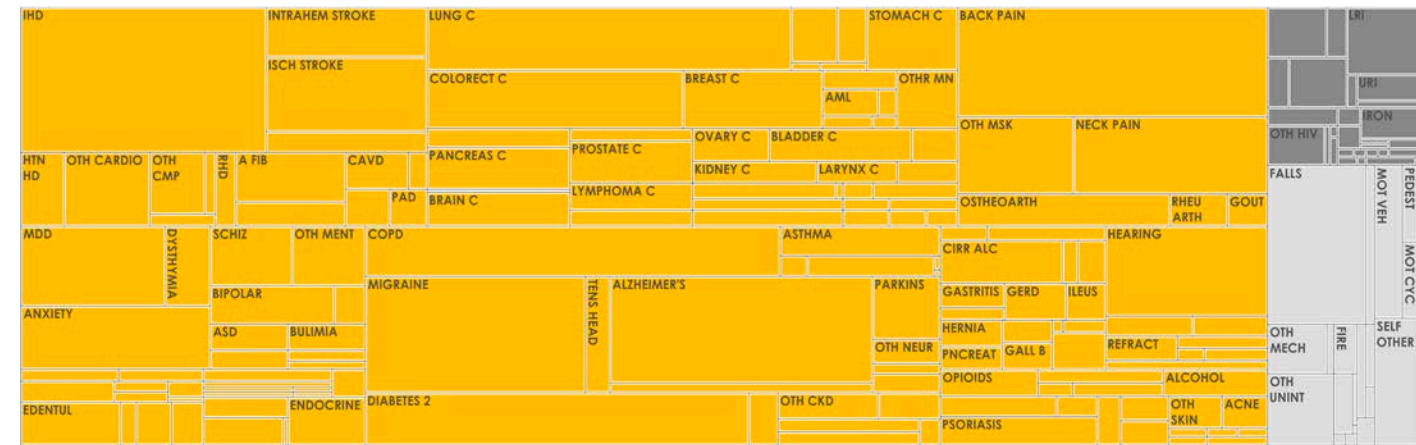 IHD
INTRAHEM STROKE
LUNG C
STOMACH C
BACK PAIN
LRI
ISCH STROKE
COLORECT C
BREAST C
OTHR MN
URI
AML
IRON
OTH MSK
NECK PAIN
OTH HIV
OVARY C
BLADDER C
PROSTATE C
PANCREAS C
HTN
HD
OTH CARDIO
OTH
CMP
RHD
A FIB
CAVD
KIDNEY C
LARYNX C
FALLS
MOT VEH
PEDEST
PAD
BRAIN C
LYMPHOMA C
OSTHEOARTH
RHEU
ARTH
GOUT
MDD
DYSTHYMIA
SCHIZ
OTH MENT
COPD
ASTHMA
CIRR ALC
HEARING
MOT CYC
MIGRAINE
TENS HEAD
ALZHEIMER'S
PARKINS
GASTRITIS
GERD
ILEUS
BIPOLAR
ANXIETY
ASD
BULIMIA
HERNIA
OTH
MECH
FIRE
SELF
OTHER
OTH NEUR
PNCREAT
GALL B
REFRACT
OPIOIDS
ALCOHOL
OTH
UNINT
EDENTUL
ENDOCRINE
DIABETES 2
OTH CKD
OTH
SKIN
ACNE
PSORIASIS